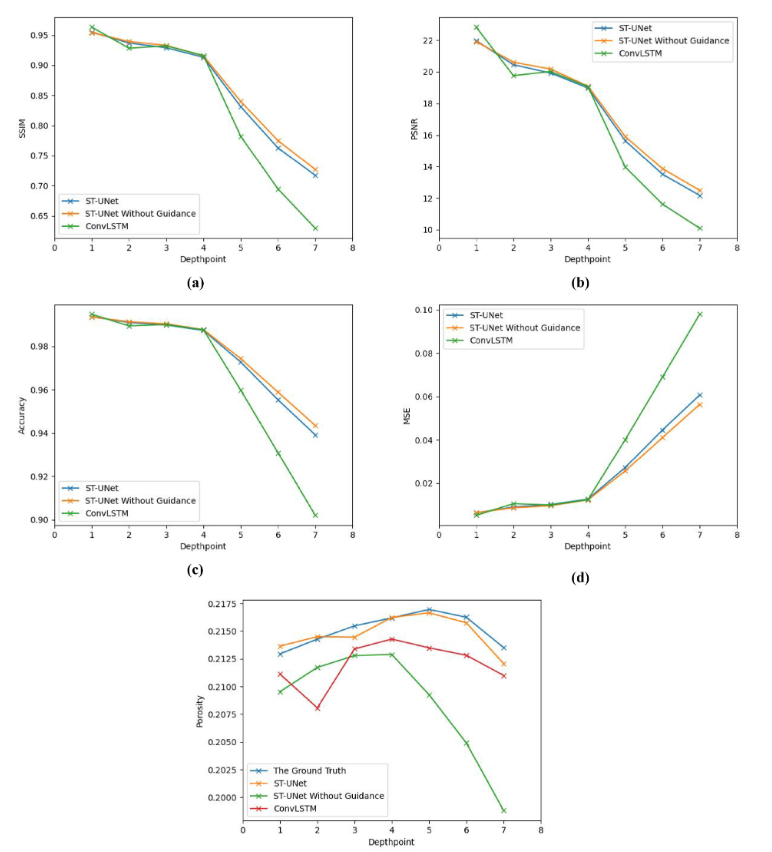 0.95
0.90
0.85
0.80
0.75
0.70
0.65
SSIM
ST-UNet
ST-UNet Without Guidance
ConvLSTM
0 1 2 3 4 5 6 7 8
Depthpoint
(a)
22
20
18
16
14
12
10
PSNR
ST-UNet
ST-UNet Without Guidance
ConvLSTM
0 1 2 3 4 5 6 7 8
Depthpoint
(b)
0.98
0.96
0.94
0.92
0.90
Accuracy
ST-UNet
ST-UNet Without Guidance
ConvLSTM
0 1 2 3 4 5 6 7 8
Depthpoint
(c)
0.10
0.08
0.06
0.04
0.02
MSE
ST-UNet
ST-UNet Without Guidance
ConvLSTM
0 1 2 3 4 5 6 7 8
Depthpoint
(d)
0.2175
0.2150
0.2125
0.2100
0.2075
0.2050
0.2025
0.2000
Porosity
The Ground Truth
ST-UNet
ST-UNet Without Guidance
ConvLSTM
0 1 2 3 4 5 6 7 8
Depthpoint